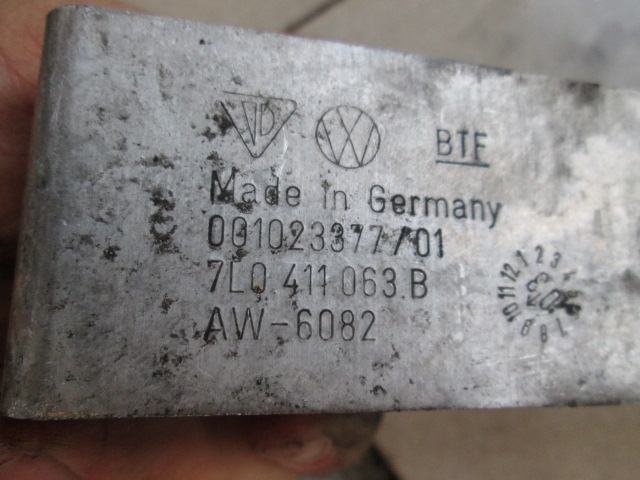 BTF
Made in Germany
001023377/01
7L0 411 063 B
AW-6082